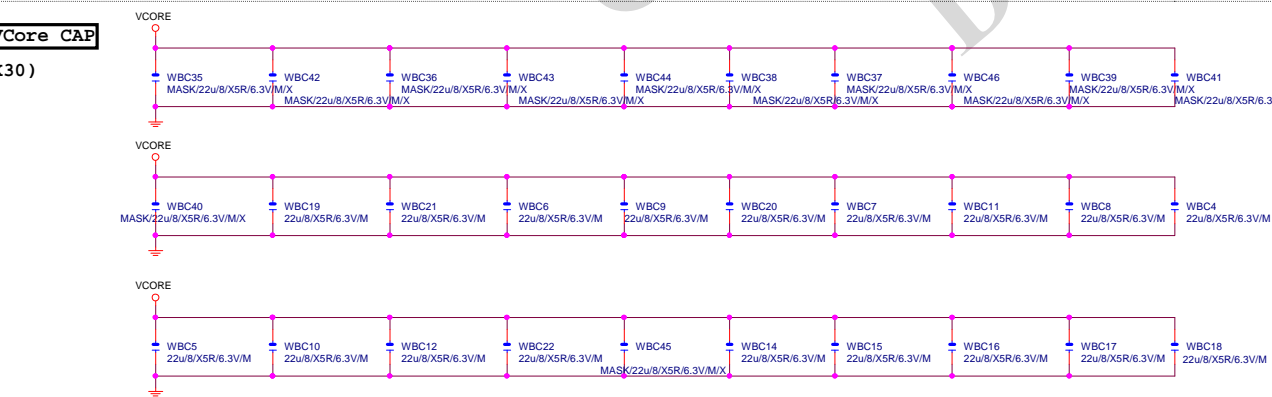 VCore CAP
X30)
VCORE
WBC35
MASK/22u/8/X5R/6.3V/M/X
WBC42
MASK/22u/8/X5R/6.3V/M/X
WBC36
MASK/22u/8/X5R/6.3V/M/X
WBC43
MASK/22u/8/X5R/6.3V/M/X
WBC44
MASK/22u/8/X5R/6.3V/M/X
WBC38
MASK/22u/8/X5R/6.3V/M/X
WBC37
MASK/22u/8/X5R/6.3V/M/X
WBC46
MASK/22u/8/X5R/6.3V/M/X
WBC39
MASK/22u/8/X5R/6.3V/M/X
WBC41
MASK/22u/8/X5R/6.3
VCORE
WBC40
MASK/22u/8/X5R/6.3V/M/X
WBC19
22u/8/X5R/6.3V/M
WBC21
22u/8/X5R/6.3V/M
WBC6
22u/8/X5R/6.3V/M
WBC9
22u/8/X5R/6.3V/M
WBC20
22u/8/X5R/6.3V/M
WBC7
22u/8/X5R/6.3V/M
WBC11
22u/8/X5R/6.3V/M
WBC8
22u/8/X5R/6.3V/M
WBC4
22u/8/X5R/6.3V/M
VCORE
WBC5
22u/8/X5R/6.3V/M
WBC10
22u/8/X5R/6.3V/M
WBC12
22u/8/X5R/6.3V/M
WBC22
22u/8/X5R/6.3V/M
WBC45
MASK/22u/8/X5R/6.3V/M/X
WBC14
22u/8/X5R/6.3V/M
WBC15
22u/8/X5R/6.3V/M
WBC16
22u/8/X5R/6.3V/M
WBC17
22u/8/X5R/6.3V/M
WBC18
22u/8/X5R/6.3V/M